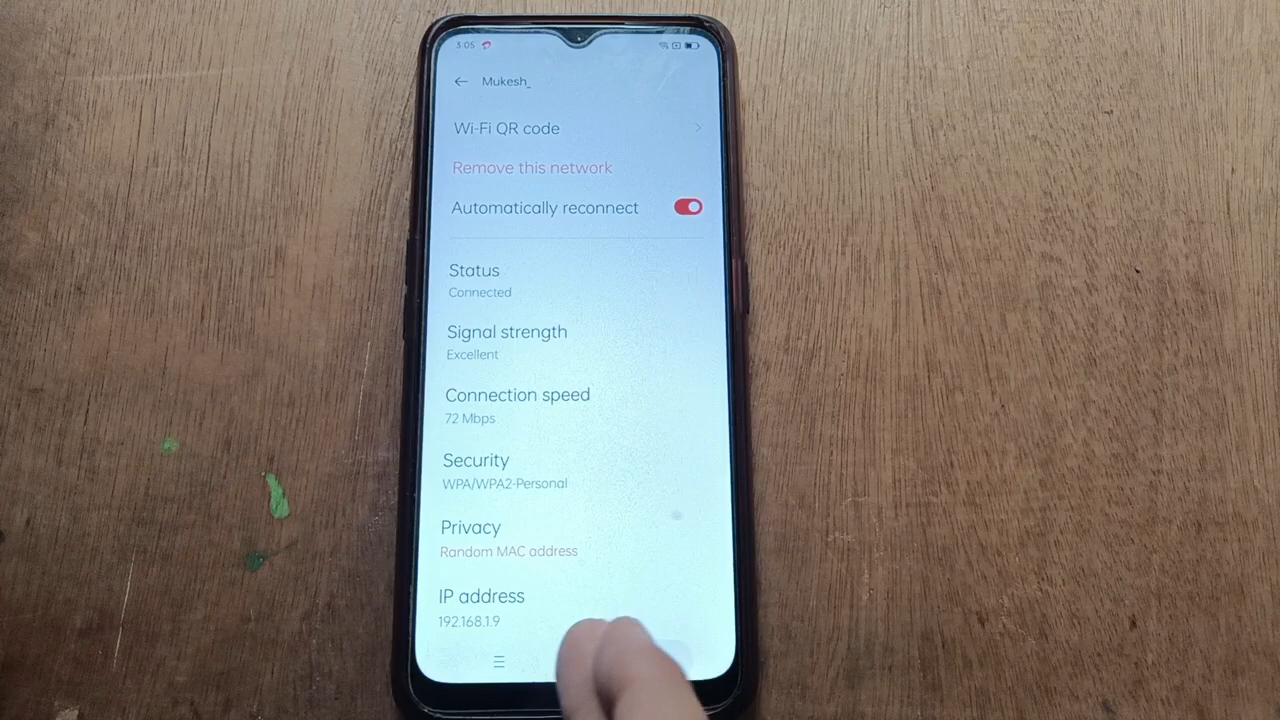 3:05
Mukesh_
Wi-Fi QR code
Remove this network
Automatically reconnect
Status
Connected
Signal strength
Excellent
Connection speed
72 Mbps
Security
WPA/WPA2-Personal
Privacy
Random MAC address
IP address
192.168.1.9